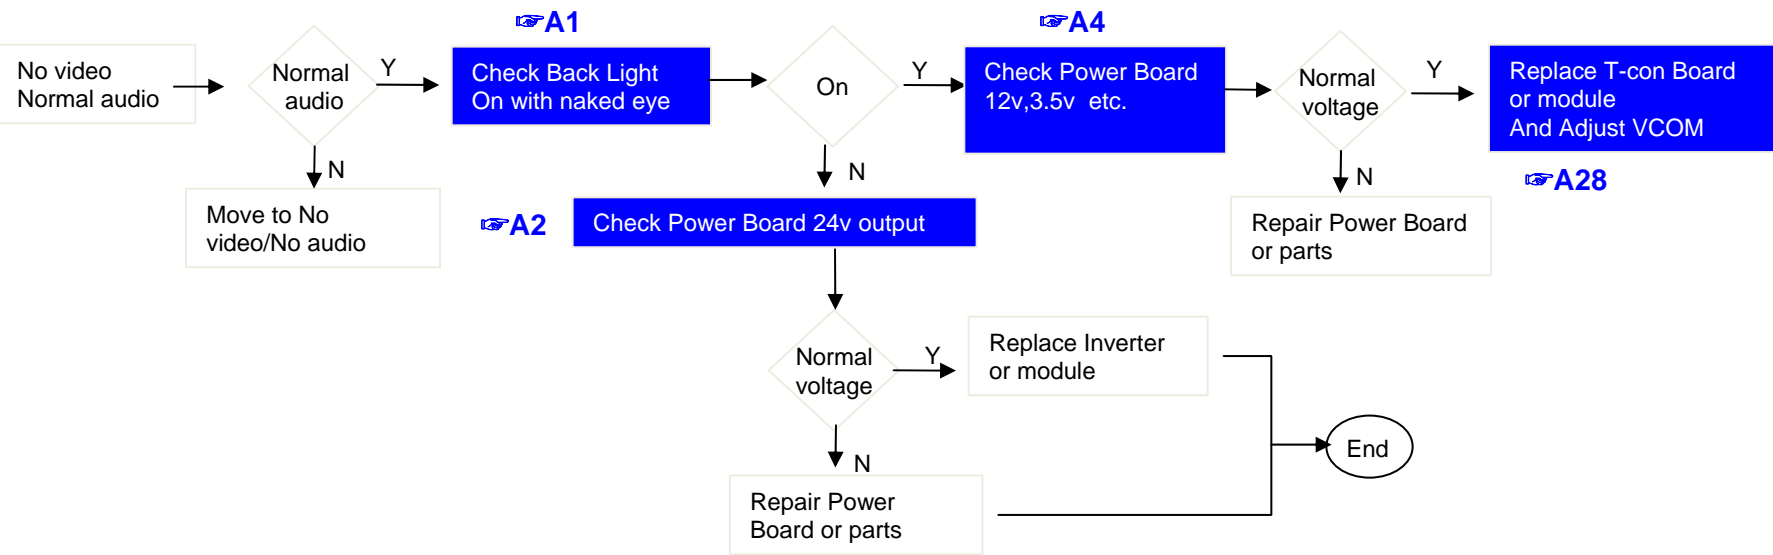 ☞A1
☞A4
No video
Normal audio
Normal
audio
Y
Check Back Light
On with naked eye
On
Y
Check Power Board
12v,3.5v etc.
Normal
voltage
Y
Replace T-con Board
or module
And Adjust VCOM
☞A28
N
Move to No
video/No audio
N
☞A2
Check Power Board 24v output
N
Repair Power Board
or parts
Normal
voltage
Y
Replace Inverter
or module
N
Repair Power
Board or parts
End